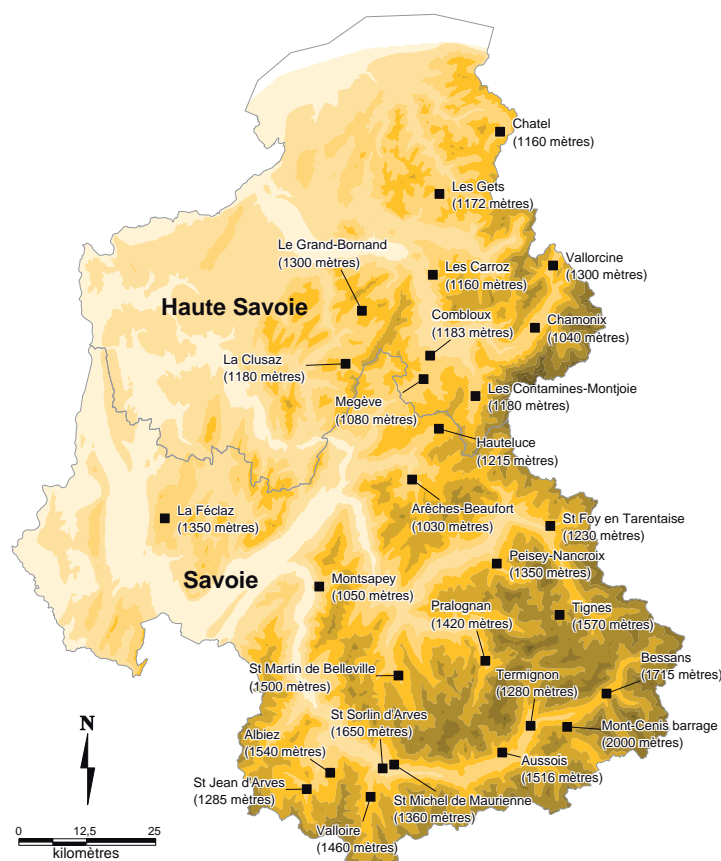 Chatel
(1160 mètres)
Les Gets
(1172 mètres)
Le Grand-Bornand
(1300 mètres)
Les Carroz
(1160 mètres)
Vallorcine
(1300 mètres)
Haute Savoie
Combloux
(1183 mètres)
Chamonix
(1040 mètres)
La Clusaz
(1180 mètres)
Megève
(1080 mètres)
Les Contamines-Montjoie
(1180 mètres)
Hauteluce
(1215 mètres)
La Féclaz
(1350 mètres)
Arêches-Beaufort
(1030 mètres)
St Foy en Tarentaise
(1230 mètres)
Savoie
Montsapey
(1050 mètres)
Peisey-Nancroix
(1350 mètres)
Pralognan
(1420 mètres)
Tignes
(1570 mètres)
St Martin de Belleville
(1500 mètres)
Termignon
(1280 mètres)
Bessans
(1715 mètres)
St Sorlin d'Arves
(1650 mètres)
Mont-Cenis barrage
(2000 mètres)
Albiez
(1540 mètres)
Aussois
(1516 mètres)
St Jean d'Arves
(1285 mètres)
St Michel de Maurienne
(1360 mètres)
Valloire
(1460 mètres)
N
0 12,5 25
kilomètres